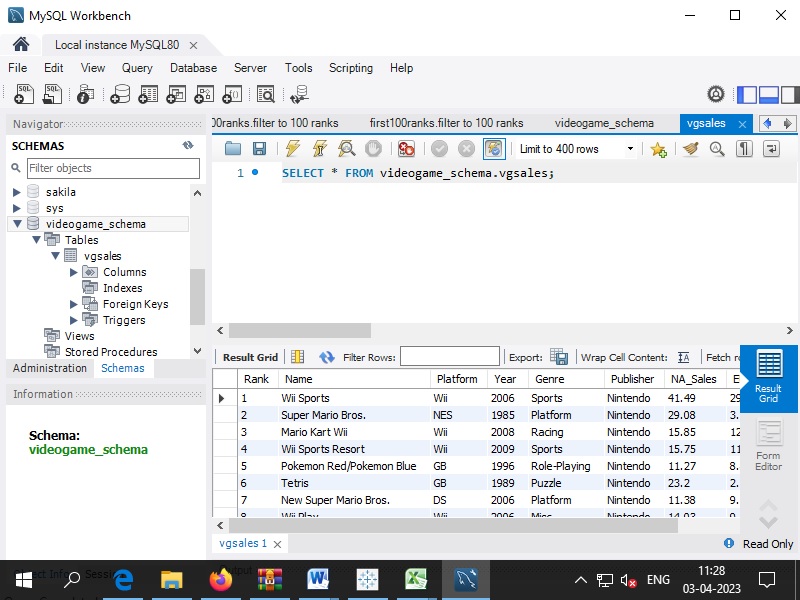 MySQL Workbench
Local instance MySQL80
File Edit View Query Database Server Tools Scripting Help
Navigator
SCHEMAS
Filter objects
sakila
sys
videogame_schema
Tables
vgsales
Columns
Indexes
Foreign Keys
Triggers
Views
Stored Procedures
Administration Schemas
Information
Schema:
videogame_schema
00ranks.filter to 100 ranks first100ranks.filter to 100 ranks videogame_schema vgsales
Limit to 400 rows
1 SELECT * FROM videogame_schema.vgsales;
Result Grid Filter Rows: Export: Wrap Cell Content: Fetch
Rank Name Platform Year Genre Publisher NA_Sales
1 Wii Sports Wii 2006 Sports Nintendo 41.49 29
2 Super Mario Bros. NES 1985 Platform Nintendo 29.08 3.
3 Mario Kart Wii Wii 2008 Racing Nintendo 15.85 12
4 Wii Sports Resort Wii 2009 Sports Nintendo 15.75 11
5 Pokemon Red/Pokemon Blue GB 1996 Role-Playing Nintendo 11.27 8.
6 Tetris GB 1989 Puzzle Nintendo 23.2 2.
7 New Super Mario Bros. DS 2006 Platform Nintendo 11.38 9.
8 Wii Play Wii 2006 Misc Nintendo 14.03
Result
Grid
Form
Editor
vgsales 1
Read Only
ENG
11:28
03-04-2023